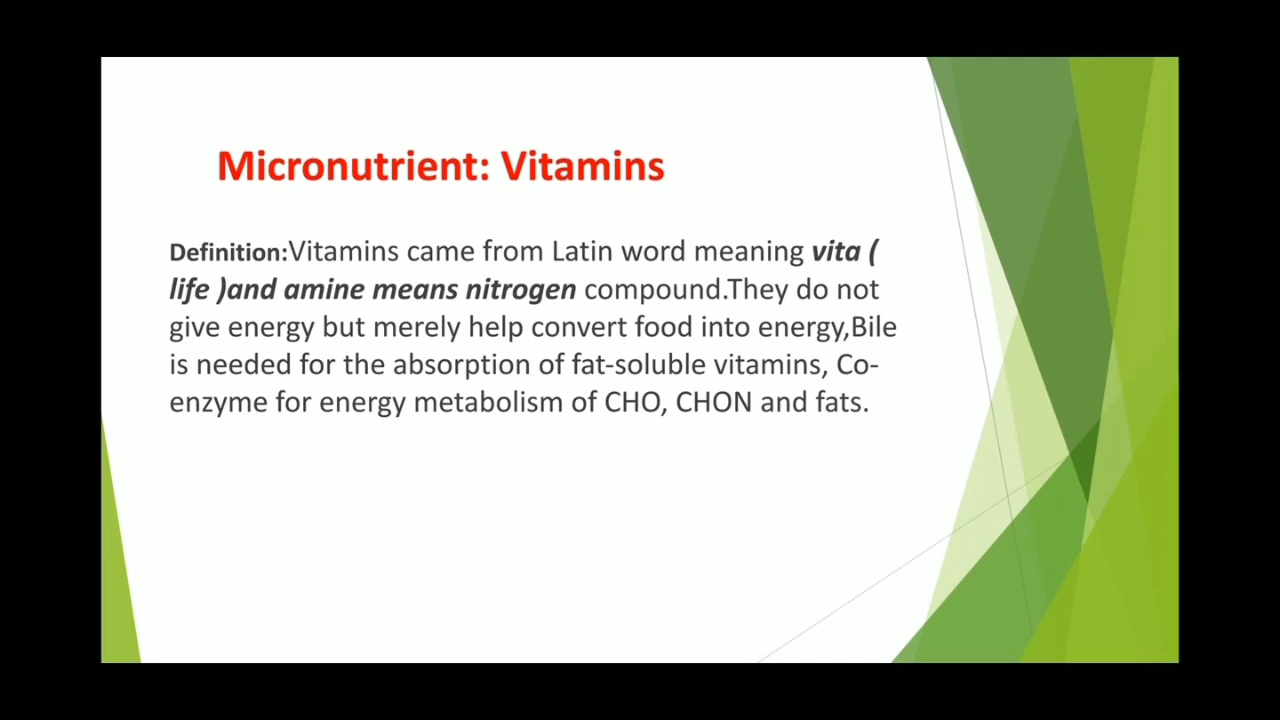 Micronutrient: Vitamins
Definition:Vitamins came from Latin word meaning vita (
life )and amine means nitrogen compound.They do not
give energy but merely help convert food into energy,Bile
is needed for the absorption of fat-soluble vitamins, Co-
enzyme for energy metabolism of CHO, CHON and fats.